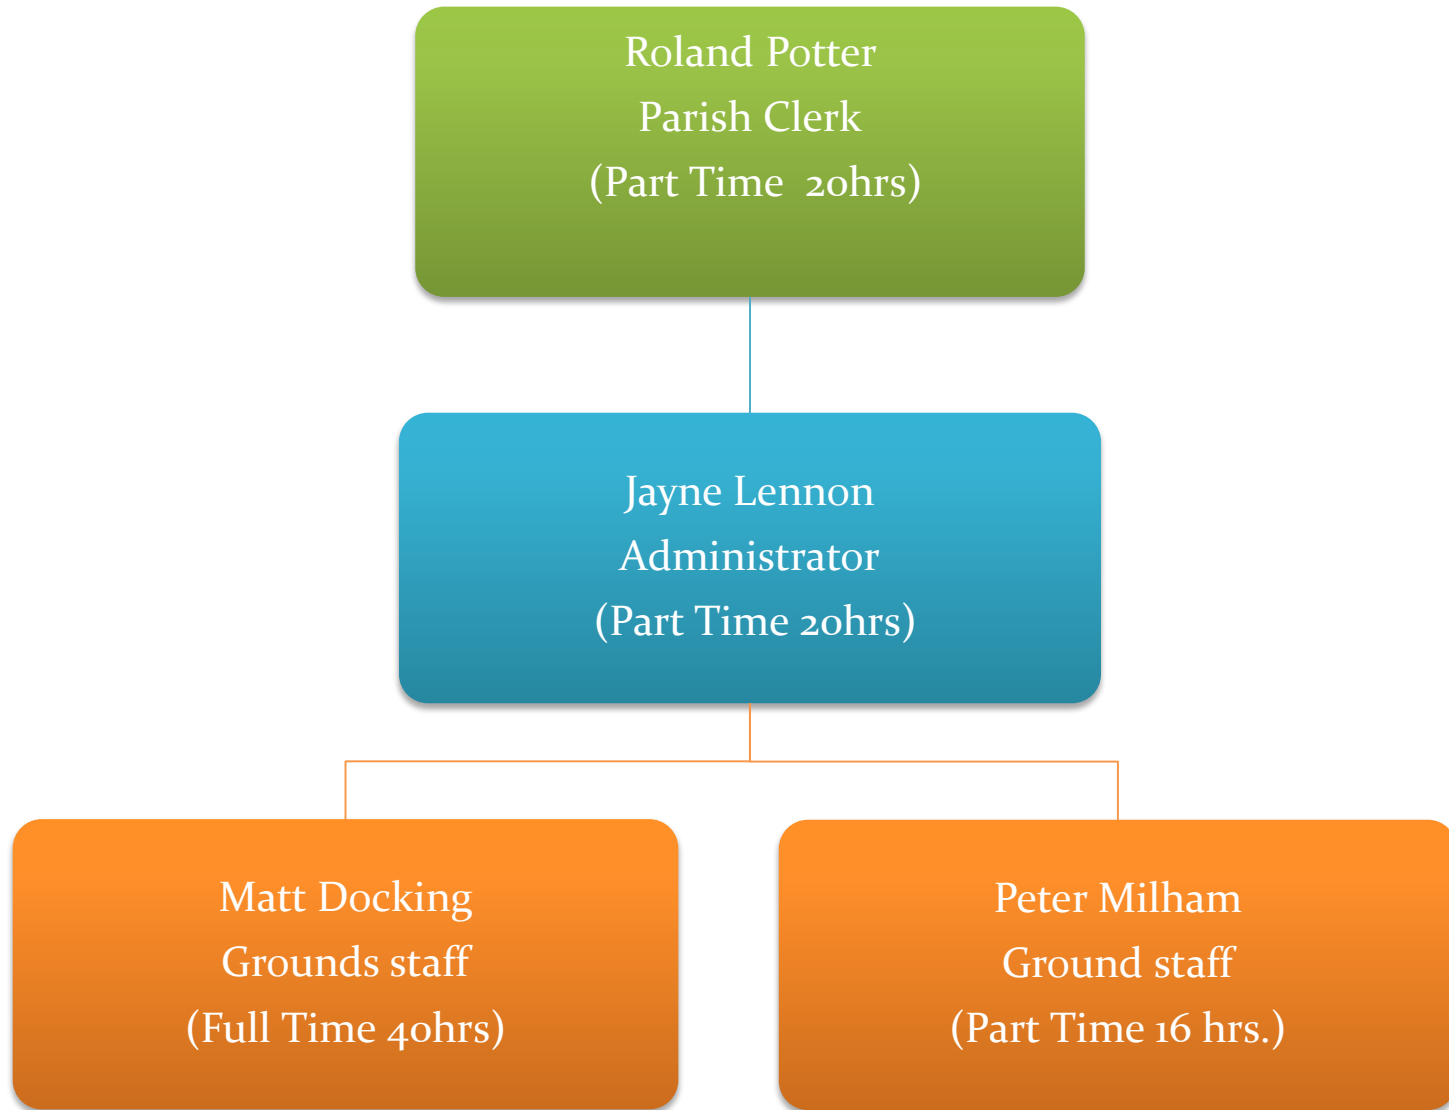 Roland Potter
Parish Clerk
(Part Time  20hrs)
Jayne Lennon
Administrator
(Part Time 20hrs)
Matt Docking
Grounds staff
(Full Time 40hrs)
Peter Milham
Ground staff
(Part Time 16 hrs.)